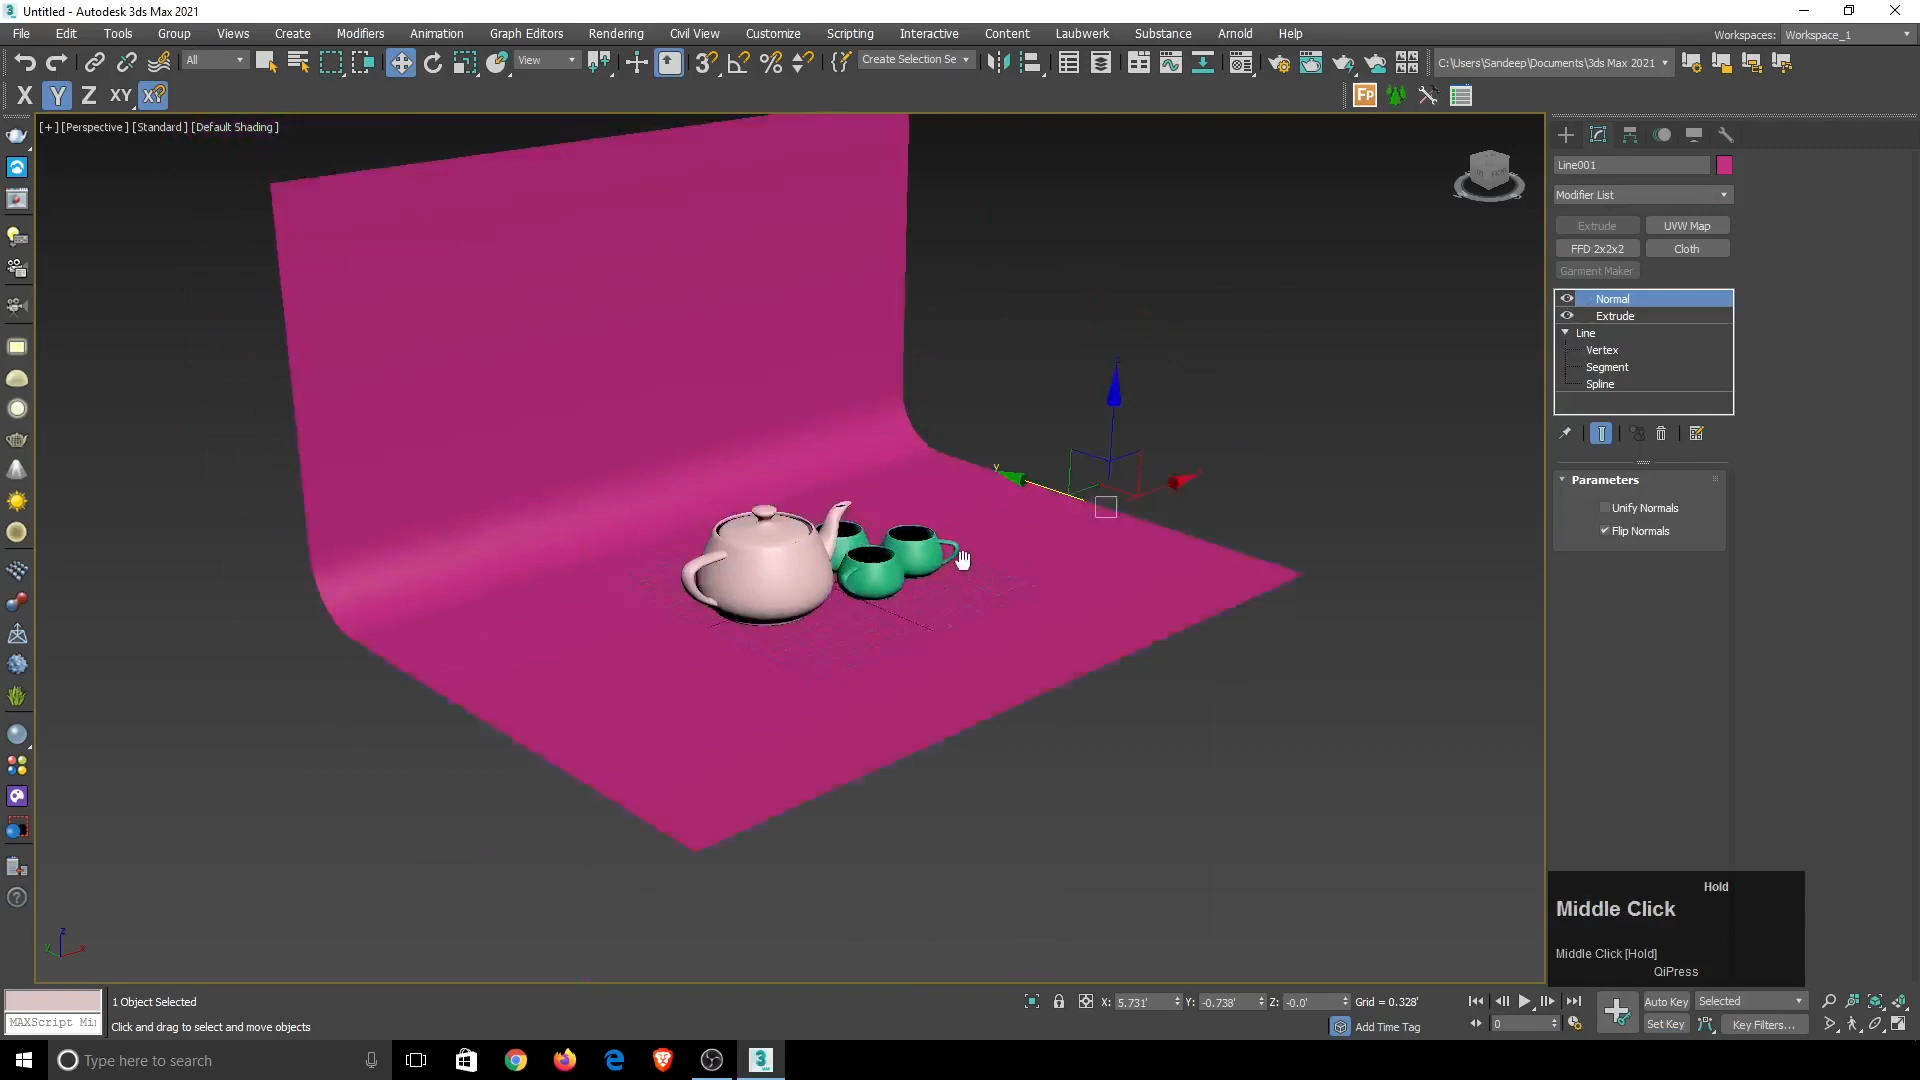 Untitled - Autodesk 3ds Max 2021
File Edit Tools Group Views Create Modifiers Animation Graph Editors Rendering Civil View Customize Scripting Interactive Content Laubwerk Substance Arnold Help
Workspaces: Workspace_1
All View Create Selection Se C:\Users\Sandeep\Documents\3ds Max 2021
X Y Z XY XY Fp
[+] [Perspective] [Standard] [Default Shading]
Line001
Modifier List
Extrude UVW Map
FFD 2x2x2 Cloth
Garment Maker
Normal
Extrude
Line
Vertex
Segment
Spline
Parameters
Unify Normals
Flip Normals
y
Hold
Middle Click
Middle Click [Hold]
QiPress
z
y x
1 Object Selected X: 5.731' Y: -0.738' Z: -0.0' Grid = 0.328' Auto Key Selected
MAXScript Mi Click and drag to select and move objects Add Time Tag 0 Set Key Key Filters...
Type here to search